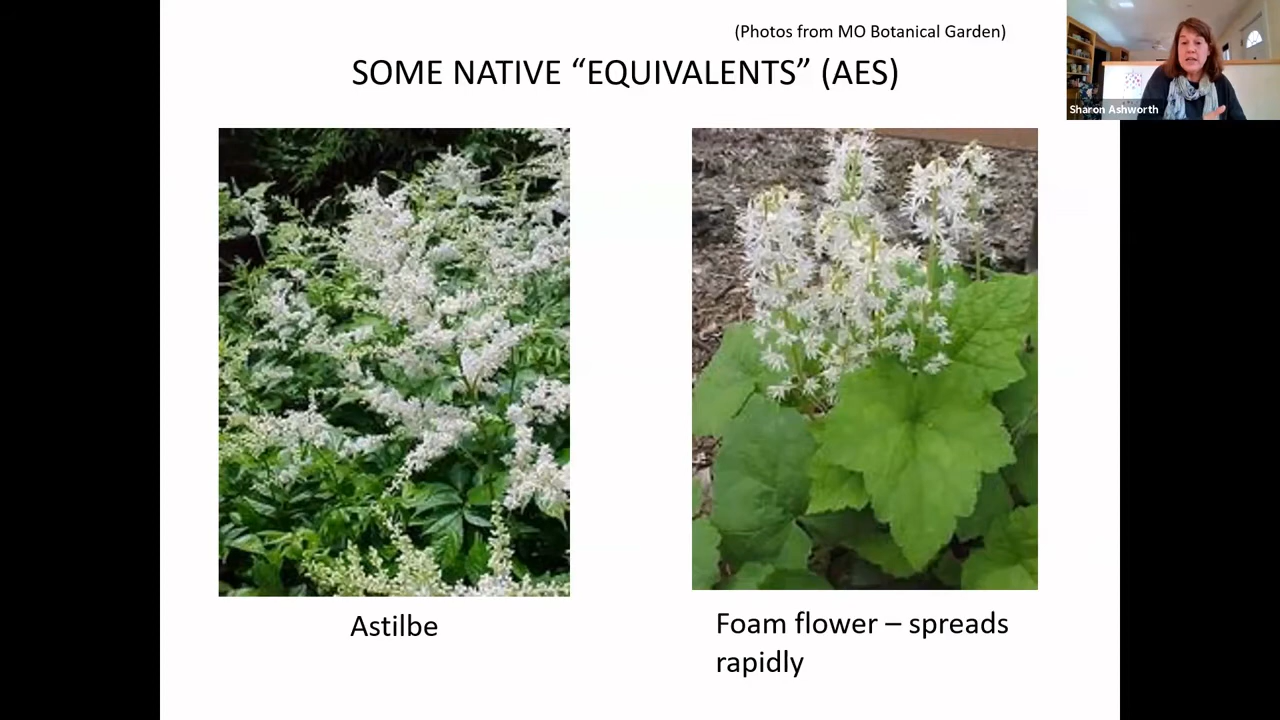 (Photos from MO Botanical Garden)
SOME NATIVE “EQUIVALENTS” (AES)
Sharon Ashworth
Astilbe
Foam flower – spreads
rapidly